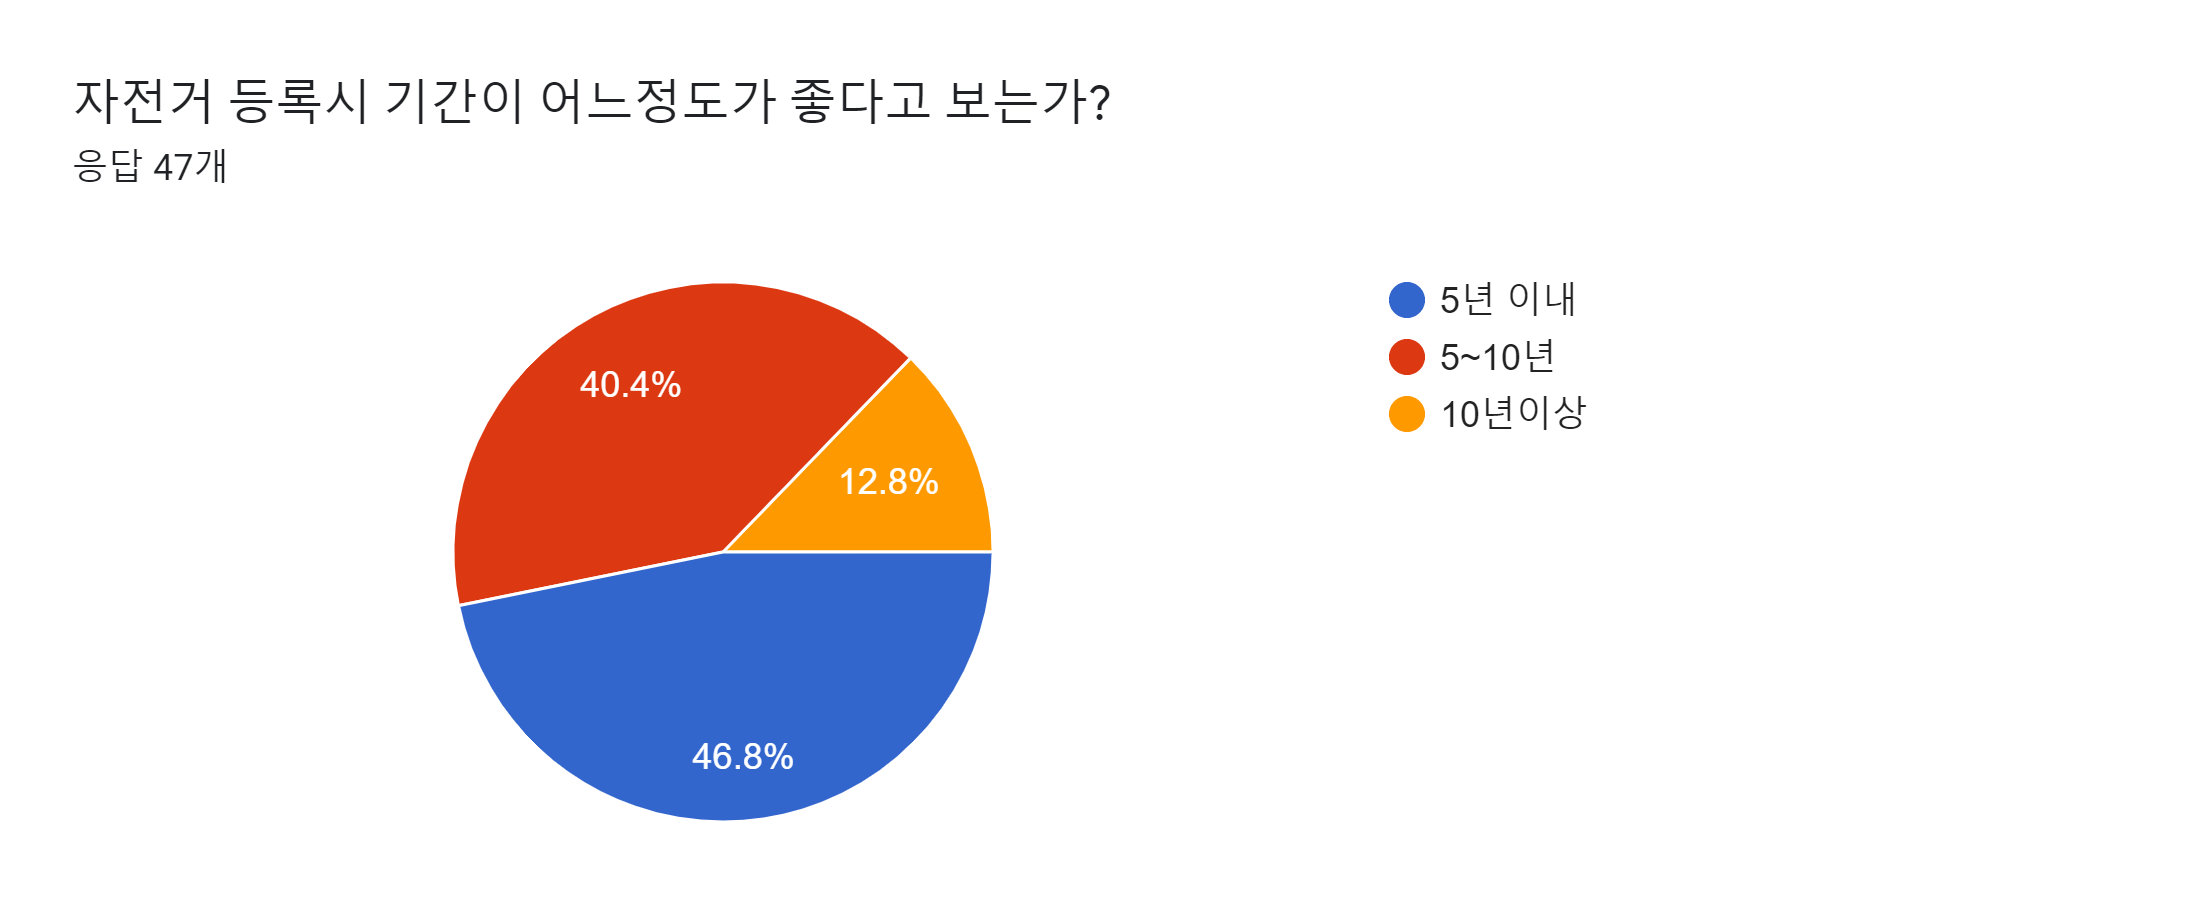 자전거 등록시 기간이 어느정도가 좋다고 보는가?
응답 47개
5년 이내
5~10년
10년이상
40.4%
12.8%
46.8%